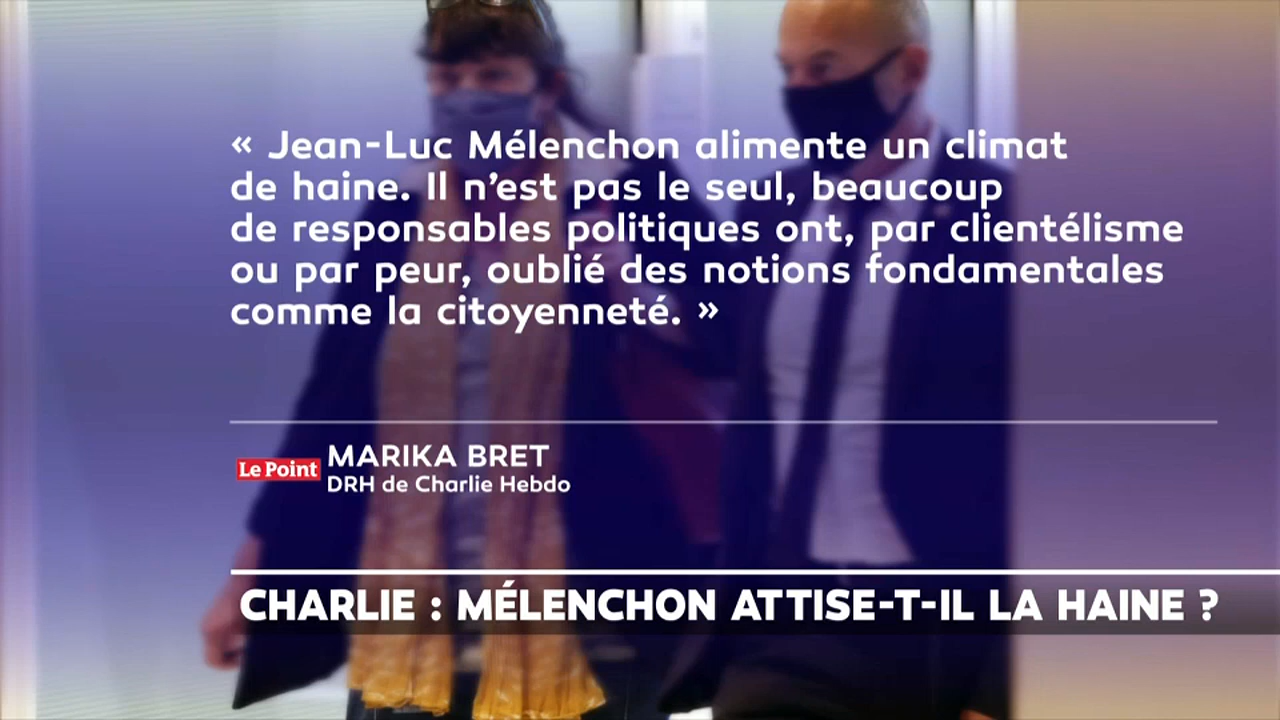 « Jean-Luc Mélenchon alimente un climat
de haine. Il n’est pas le seul, beaucoup
de responsables politiques ont, par clientélisme
ou par peur, oublié des notions fondamentales
comme la citoyenneté. »
Le Point
MARIKA BRET
DRH de Charlie Hebdo
CHARLIE : MÉLENCHON ATTISE-T-IL LA HAINE ?